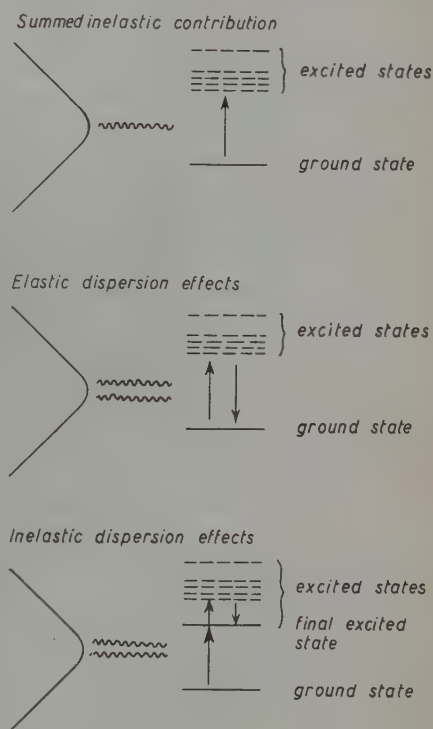 Summed inelastic contribution
excited states
ground state
Elastic dispersion effects
excited states
ground state
Inelastic dispersion effects
excited states
final excited
state
ground state